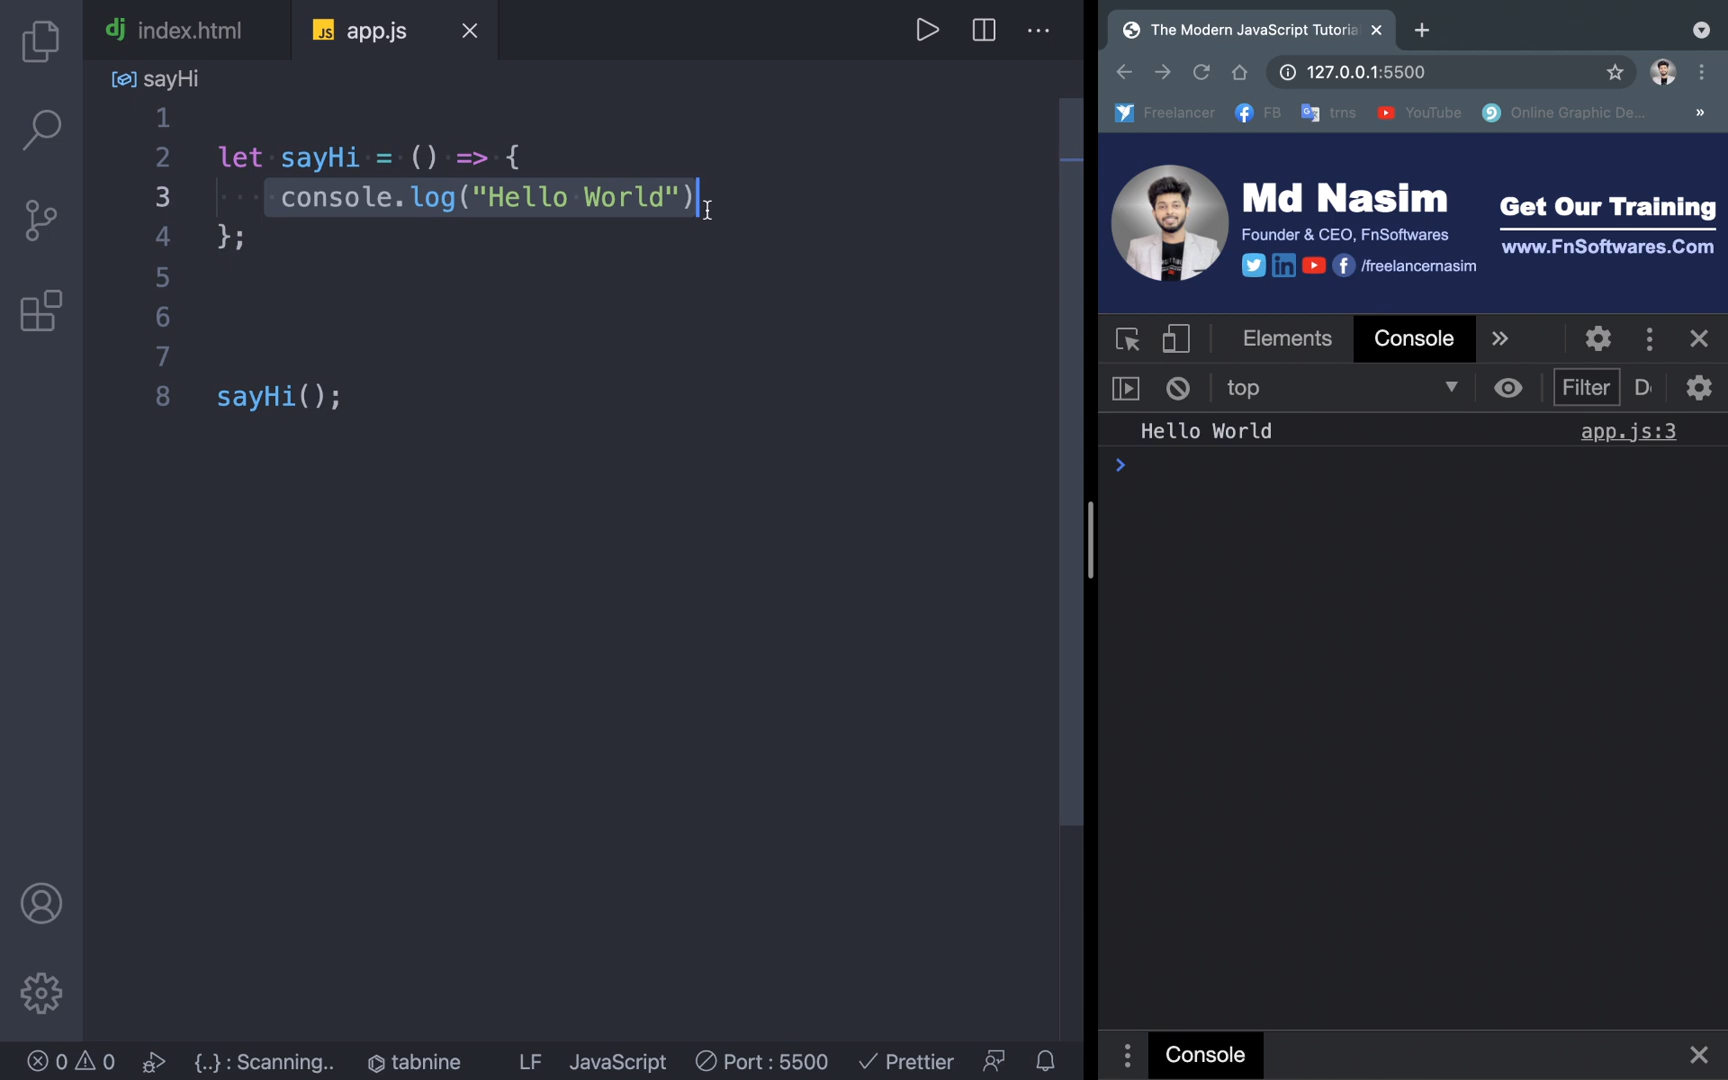 dj index.html
JS app.js
sayHi
1
2 let sayHi = () => {
3 console.log("Hello World")
4 };
5
6
7
8 sayHi();
0 0 {..} : Scanning.. tabnine LF JavaScript Port : 5500 Prettier
The Modern JavaScript Tutoria
127.0.0.1:5500
Freelancer FB trns YouTube Online Graphic De... »
Md Nasim
Founder & CEO, FnSoftwares
/freelancernasim
Get Our Training
www.FnSoftwares.Com
Elements Console »
top Filter D
Hello World app.js:3
Console